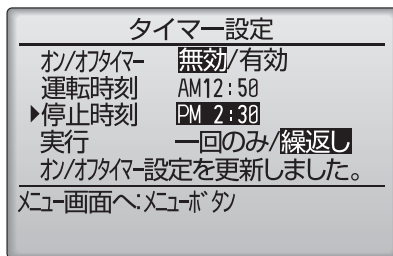 タイマー設定
オン/オフタイマー 無効/有効
運転時刻 AM12:50
▶停止時刻 PM 2:30
実行 一回のみ/繰返し
オン/オフタイマー設定を更新しました。
メニュー画面へ:メニューボタン